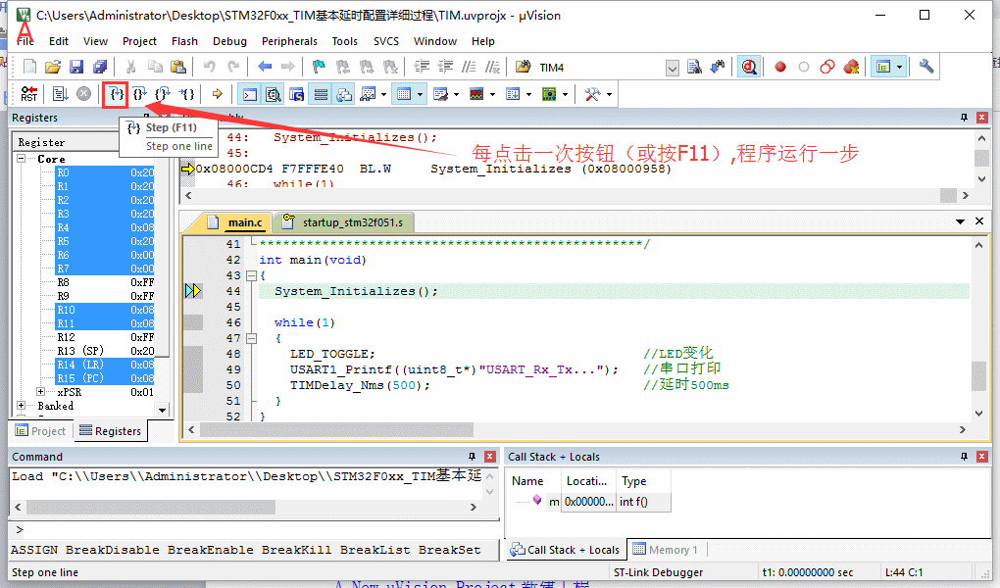 C:\Users\Administrator\Desktop\STM32F0xx_TIM基本延时配置详细过程\TIM.uvprojx - µVision
A
File Edit View Project Flash Debug Peripherals Tools SVCS Window Help
TIM4
RST
Registers
Step (F11)
Step one line
每点击一次按钮（或按F11）,程序运行一步
Register
Core
R0 0x20
R1 0x20
R2 0x20
R3 0x20
R4 0x08
R5 0x20
R6 0x00
R7 0x00
R8 0xFF
R9 0xFF
R10 0x08
R11 0x08
R12 0xFF
R13 (SP) 0x20
R14 (LR) 0x08
R15 (PC) 0x08
xPSR 0x01
Banked
Project Registers
44: System_Initializes();
45:
0x08000CD4 F7FFFE40 BL.W System_Initializes (0x08000958)
46: while(1)
main.c startup_stm32f051.s
41 *************************************************/
42 int main(void)
43 {
44 System_Initializes();
45
46 while(1)
47 {
48 LED_TOGGLE; //LED变化
49 USART1_Printf((uint8_t*)"USART_Rx_Tx..."); //串口打印
50 TIMDelay_Nms(500); //延时500ms
51 }
52 }
Command
Load "C:\\Users\\Administrator\\Desktop\\STM32F0xx_TIM基本延
>
ASSIGN BreakDisable BreakEnable BreakKill BreakList BreakSet
Call Stack + Locals
Name Locati... Type
m 0x00000... int f()
Call Stack + Locals Memory 1
Step one line ST-Link Debugger t1: 0.00000000 sec L:44 C:1